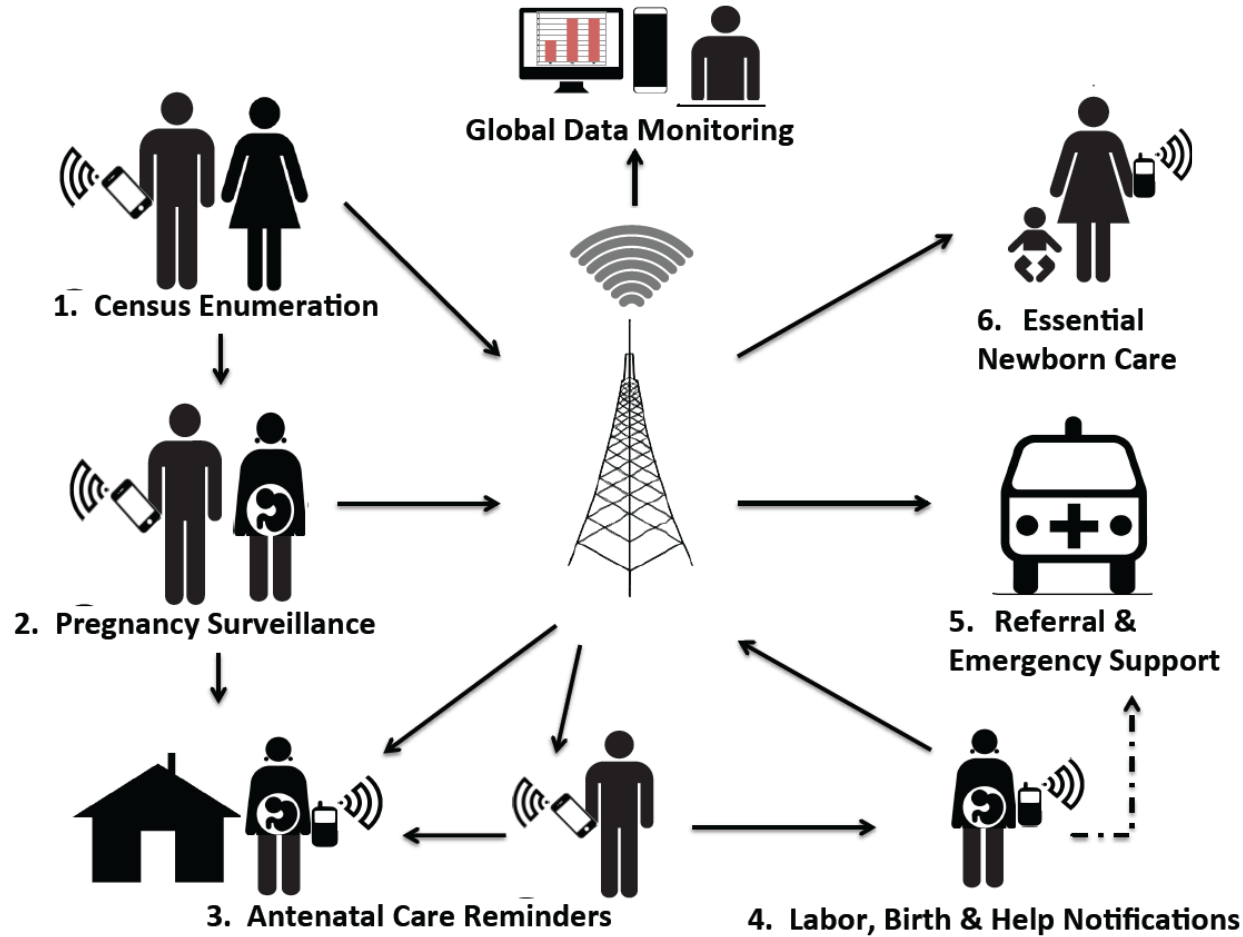 Global Data Monitoring
1. Census Enumeration
6. Essential
Newborn Care
2. Pregnancy Surveillance
5. Referral &
Emergency Support
3. Antenatal Care Reminders
4. Labor, Birth & Help Notifications